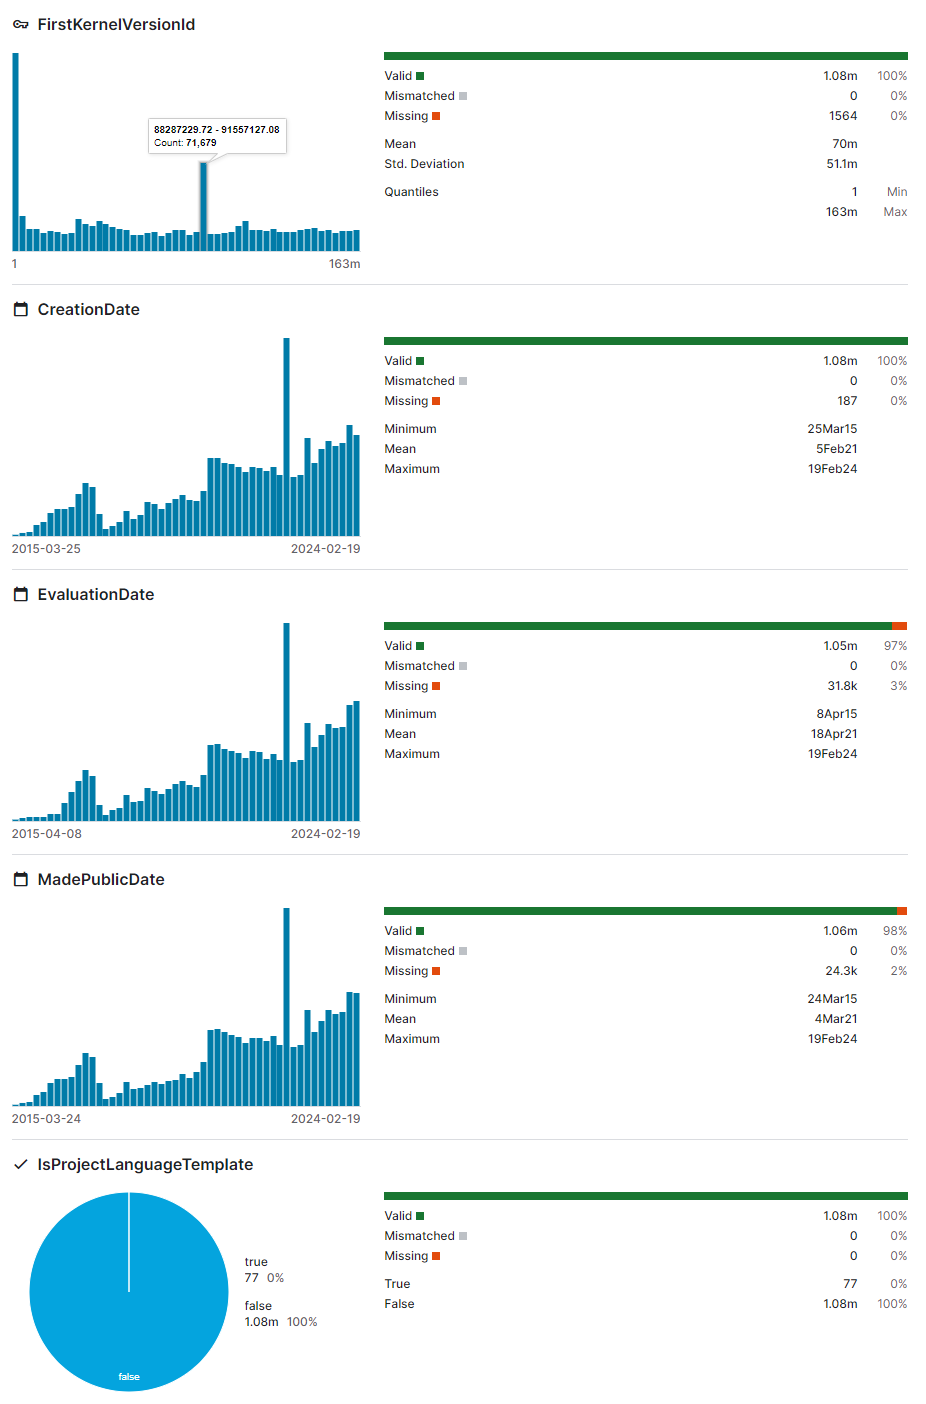 FirstKernelVersionId
88287229.72 - 91557127.08
Count: 71,679
1 163m
Valid 1.08m 100%
Mismatched 0 0%
Missing 1564 0%
Mean 70m
Std. Deviation 51.1m
Quantiles 1 Min
163m Max
CreationDate
2015-03-25 2024-02-19
Valid 1.08m 100%
Mismatched 0 0%
Missing 187 0%
Minimum 25Mar15
Mean 5Feb21
Maximum 19Feb24
EvaluationDate
2015-04-08 2024-02-19
Valid 1.05m 97%
Mismatched 0 0%
Missing 31.8k 3%
Minimum 8Apr15
Mean 18Apr21
Maximum 19Feb24
MadePublicDate
2015-03-24 2024-02-19
Valid 1.06m 98%
Mismatched 0 0%
Missing 24.3k 2%
Minimum 24Mar15
Mean 4Mar21
Maximum 19Feb24
IsProjectLanguageTemplate
false
true
77 0%
false
1.08m 100%
Valid 1.08m 100%
Mismatched 0 0%
Missing 0 0%
True 77 0%
False 1.08m 100%